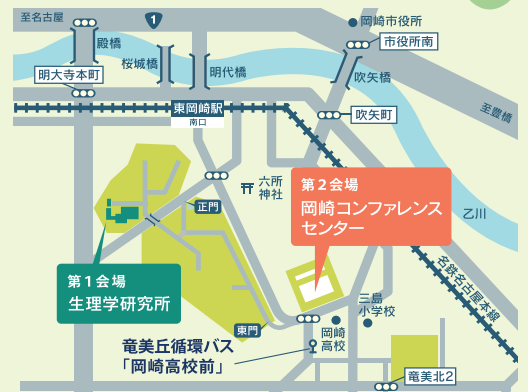 至名古屋
1
岡崎市役所
殿橋
市役所南
桜城橋
明大寺本町
明代橋
吹矢橋
東岡崎駅
南口
吹矢町
至豊橋
六所
神社
第2会場
岡崎コンファレンス
センター
正門
乙川
名鉄名古屋本線
第1会場
生理学研究所
三島
小学校
東門
岡崎
高校
竜美丘循環バス
「岡崎高校前」
竜美北2